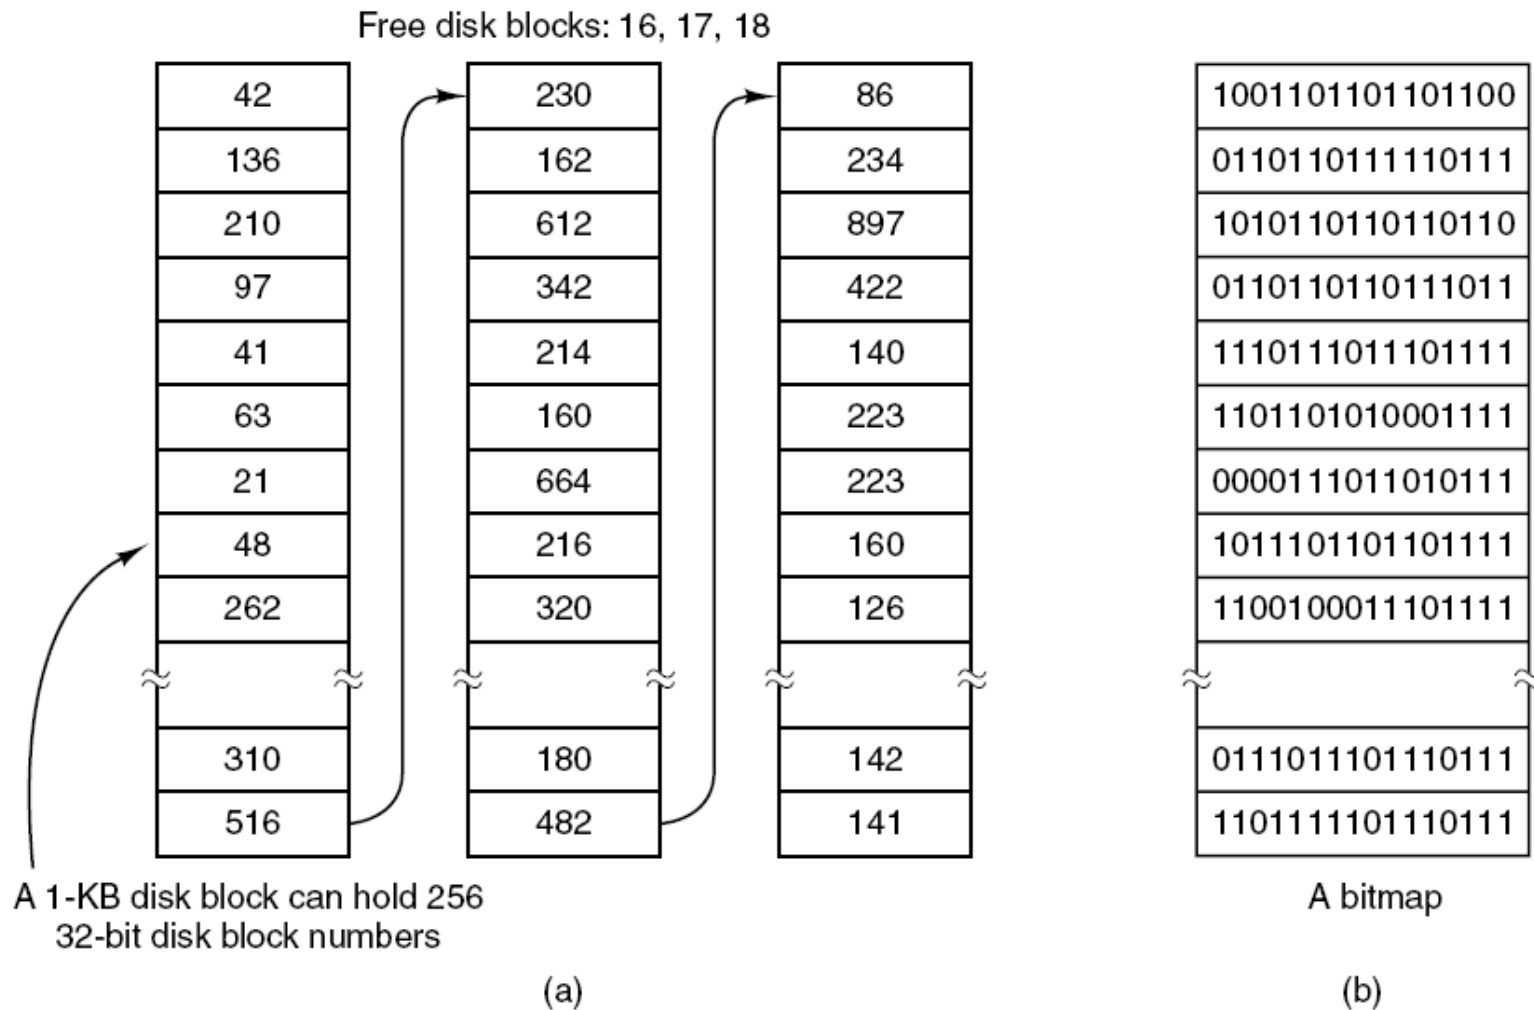 Free disk blocks: 16, 17, 18
42 230 86 1001101101101100
136 162 234 0110110111110111
210 612 897 1010110110110110
97 342 422 0110110110111011
41 214 140 1110111011101111
63 160 223 1101101010001111
21 664 223 0000111011010111
48 216 160 1011101101101111
262 320 126 1100100011101111
310 180 142 0111011101110111
516 482 141 1101111101110111
A 1-KB disk block can hold 256
32-bit disk block numbers
A bitmap
(a) (b)